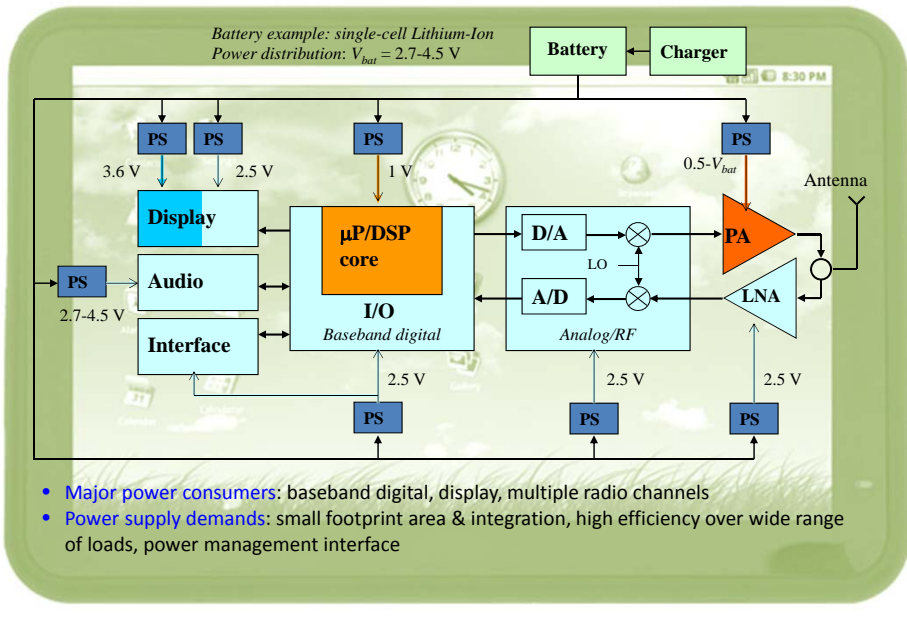 Battery example: single-cell Lithium-Ion
Power distribution: Vbat = 2.7-4.5 V
Battery
Charger
8:30 PM
PS
PS
PS
PS
3.6 V
2.5 V
1 V
0.5-Vbat
Antenna
Display
µP/DSP
core
D/A
PA
LO
PS
Audio
A/D
LNA
2.7-4.5 V
I/O
Baseband digital
Analog/RF
Interface
2.5 V
2.5 V
2.5 V
PS
PS
PS
• Major power consumers: baseband digital, display, multiple radio channels
• Power supply demands: small footprint area & integration, high efficiency over wide range
of loads, power management interface